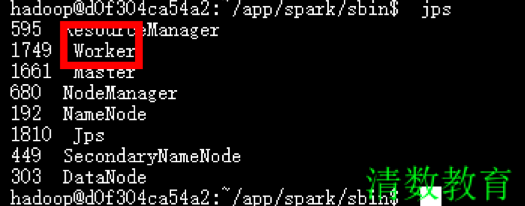 hadoop@d0f304ca54a2:~/app/spark/sbin$ jps
595 ResourceManager
1749 Worker
1661 Master
680 NodeManager
192 NameNode
1810 Jps
449 SecondaryNameNode
303 DataNode
hadoop@d0f304ca54a2:~/app/spark/sbin$
清数教育